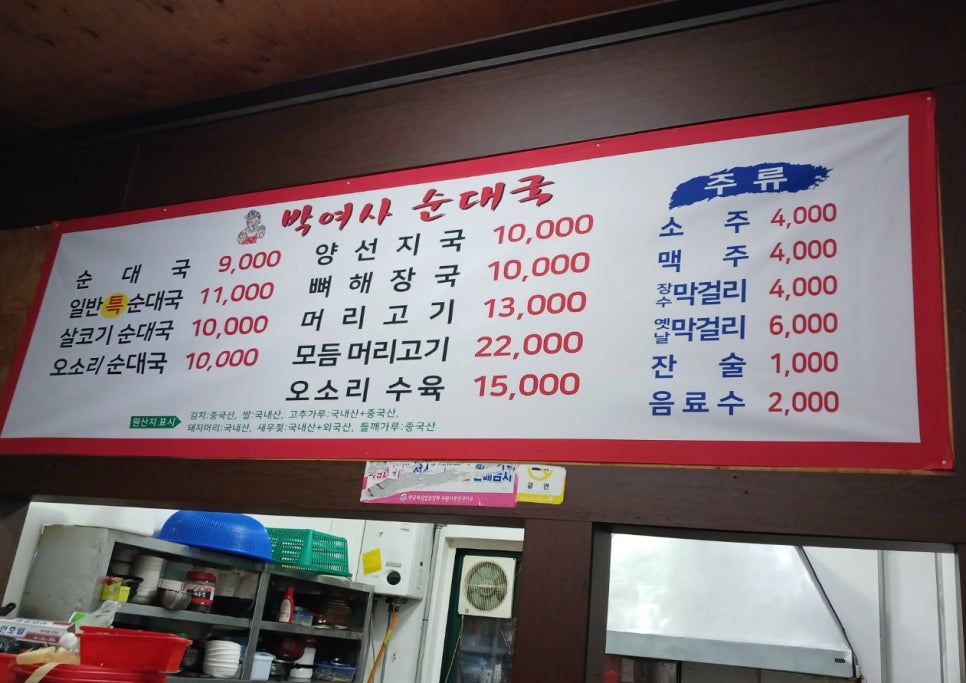 박여사 순대국
순대국 9,000
일반 특 순대국 11,000
살코기 순대국 10,000
오소리 순대국 10,000
양선지국 10,000
뼈해장국 10,000
머리고기 13,000
모듬 머리고기 22,000
오소리 수육 15,000
주류
소주 4,000
맥주 4,000
장수 막걸리 4,000
옛날 막걸리 6,000
잔술 1,000
음료수 2,000
원산지 표시
김치:중국산, 쌀:국내산, 고추가루:국내산+중국산,
돼지머리:국내산, 새우젖:국내산+외국산, 들깨가루:중국산
금연